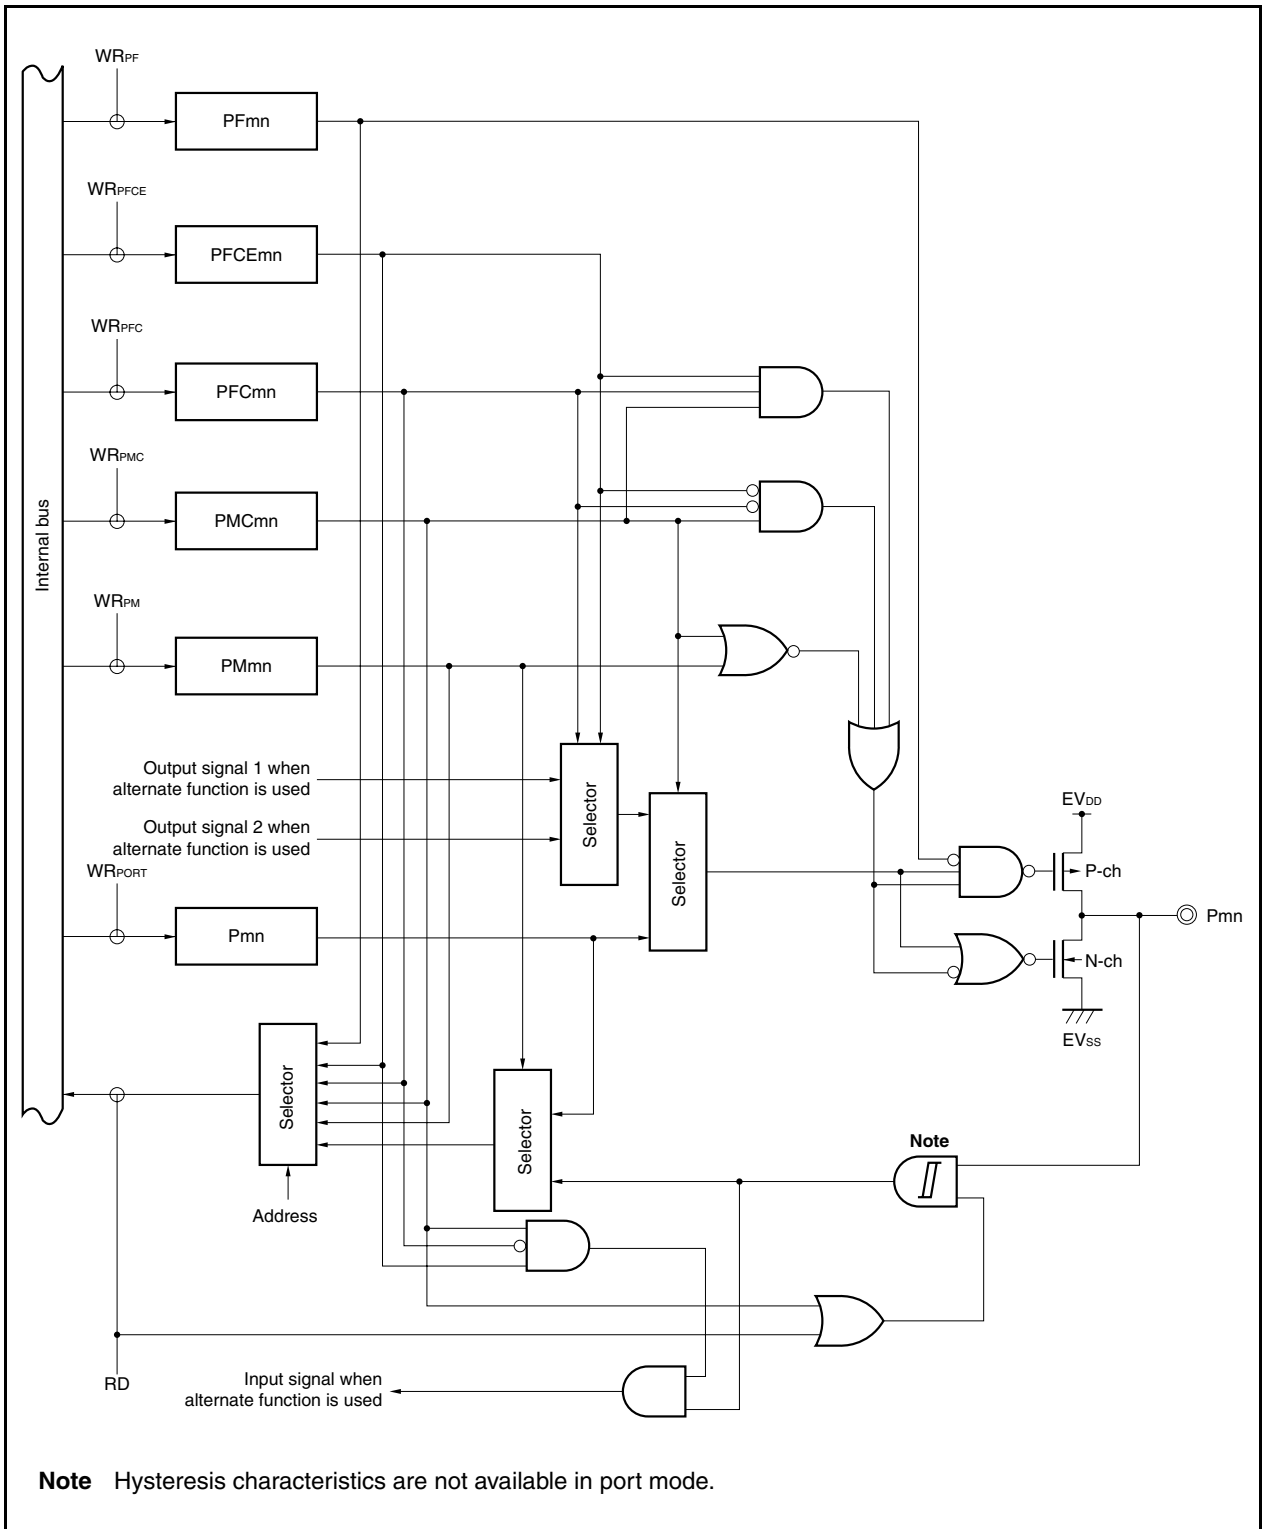 WRPF
PFmn
WRPFCE
PFCEmn
WRPFC
PFCmn
WRPMC
PMCmn
Internal bus
WRPM
PMmn
Output signal 1 when
alternate function is used
Output signal 2 when
alternate function is used
Selector
Selector
WRPORT
Pmn
EVDD
P-ch
Pmn
N-ch
EVSS
Selector
Address
Selector
Note
RD
Input signal when
alternate function is used
Note Hysteresis characteristics are not available in port mode.